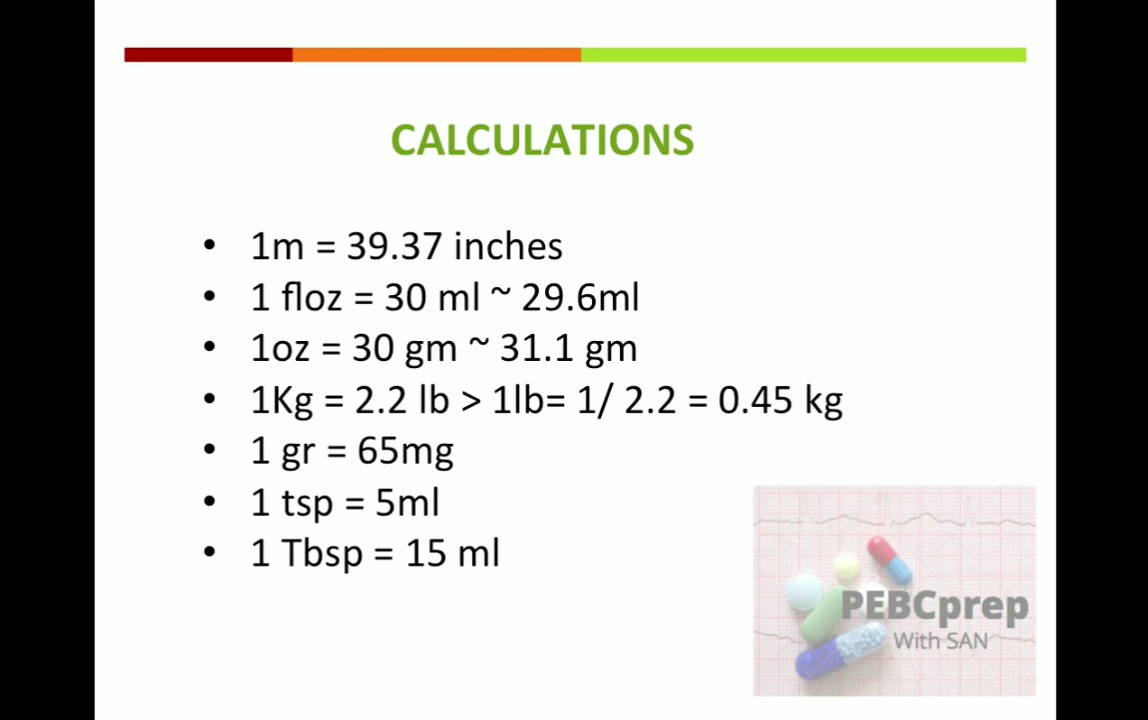 CALCULATIONS
• 1m = 39.37 inches
• 1 floz = 30 ml ~ 29.6ml
• 1oz = 30 gm ~ 31.1 gm
• 1Kg = 2.2 lb > 1lb= 1/ 2.2 = 0.45 kg
• 1 gr = 65mg
• 1 tsp = 5ml
• 1 Tbsp = 15 ml
PEBCprep
With SAN